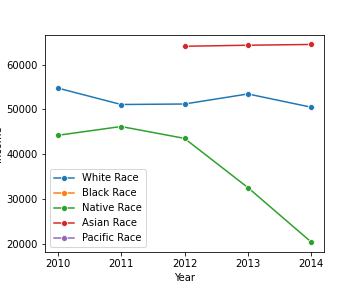 60000
50000
40000
30000
20000
White Race
Black Race
Native Race
Asian Race
Pacific Race
2010 2011 2012 2013 2014
Year